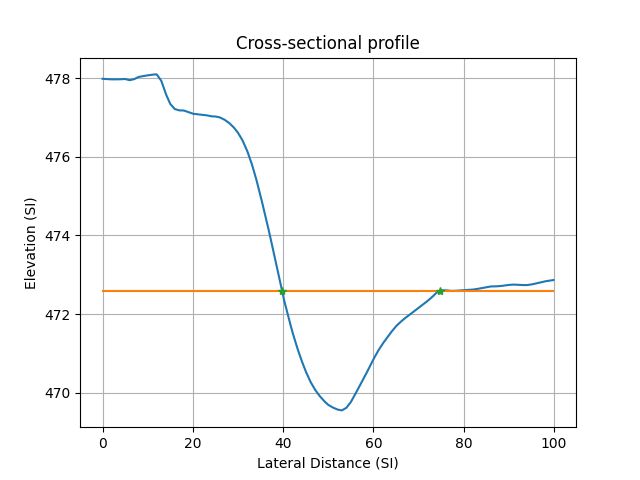 Cross-sectional profile
Elevation (SI)
478
476
474
472
470
0 20 40 60 80 100
Lateral Distance (SI)